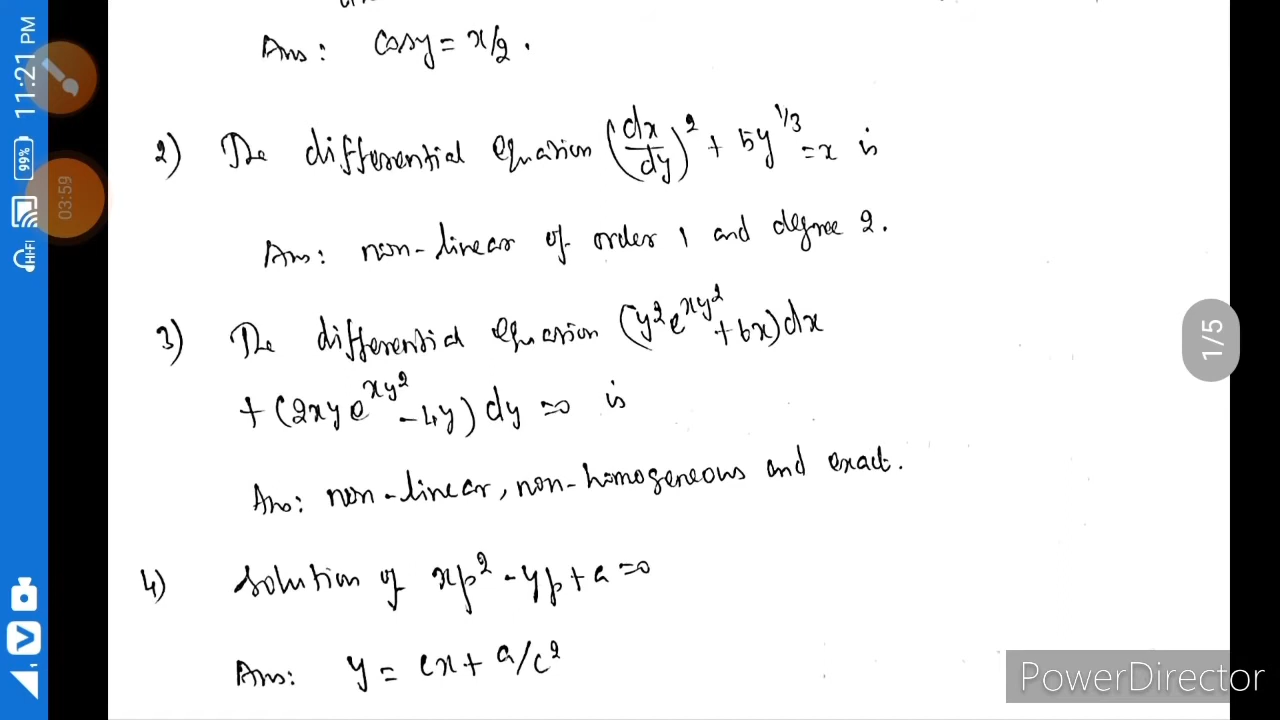 Ans: cosy = x/2.
2) The differential equation (dx/dy)^2 + 5y^1/3 = x is
Ans: non-linear of order 1 and degree 2.
3) The differential equation (y^2 e^xy^2 + 6x) dx
+ (2xy e^xy^2 - 4y) dy = 0 is
Ans: non-linear, non-homogeneous and exact.
4) Solution of xp^2 - yp + a = 0
Ans: y = cx + a/c^2
11:21 PM
99%
HI-FI
03:59
1/5
PowerDirector